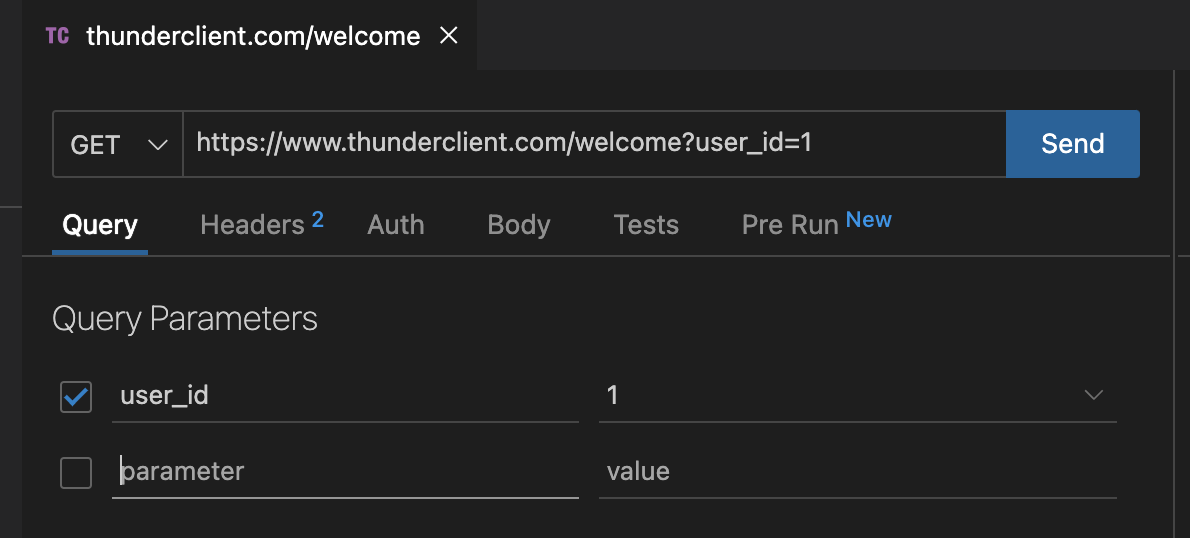 TC thunderclient.com/welcome
GET https://www.thunderclient.com/welcome?user_id=1 Send
Query Headers 2 Auth Body Tests Pre Run New
Query Parameters
user_id 1
parameter value